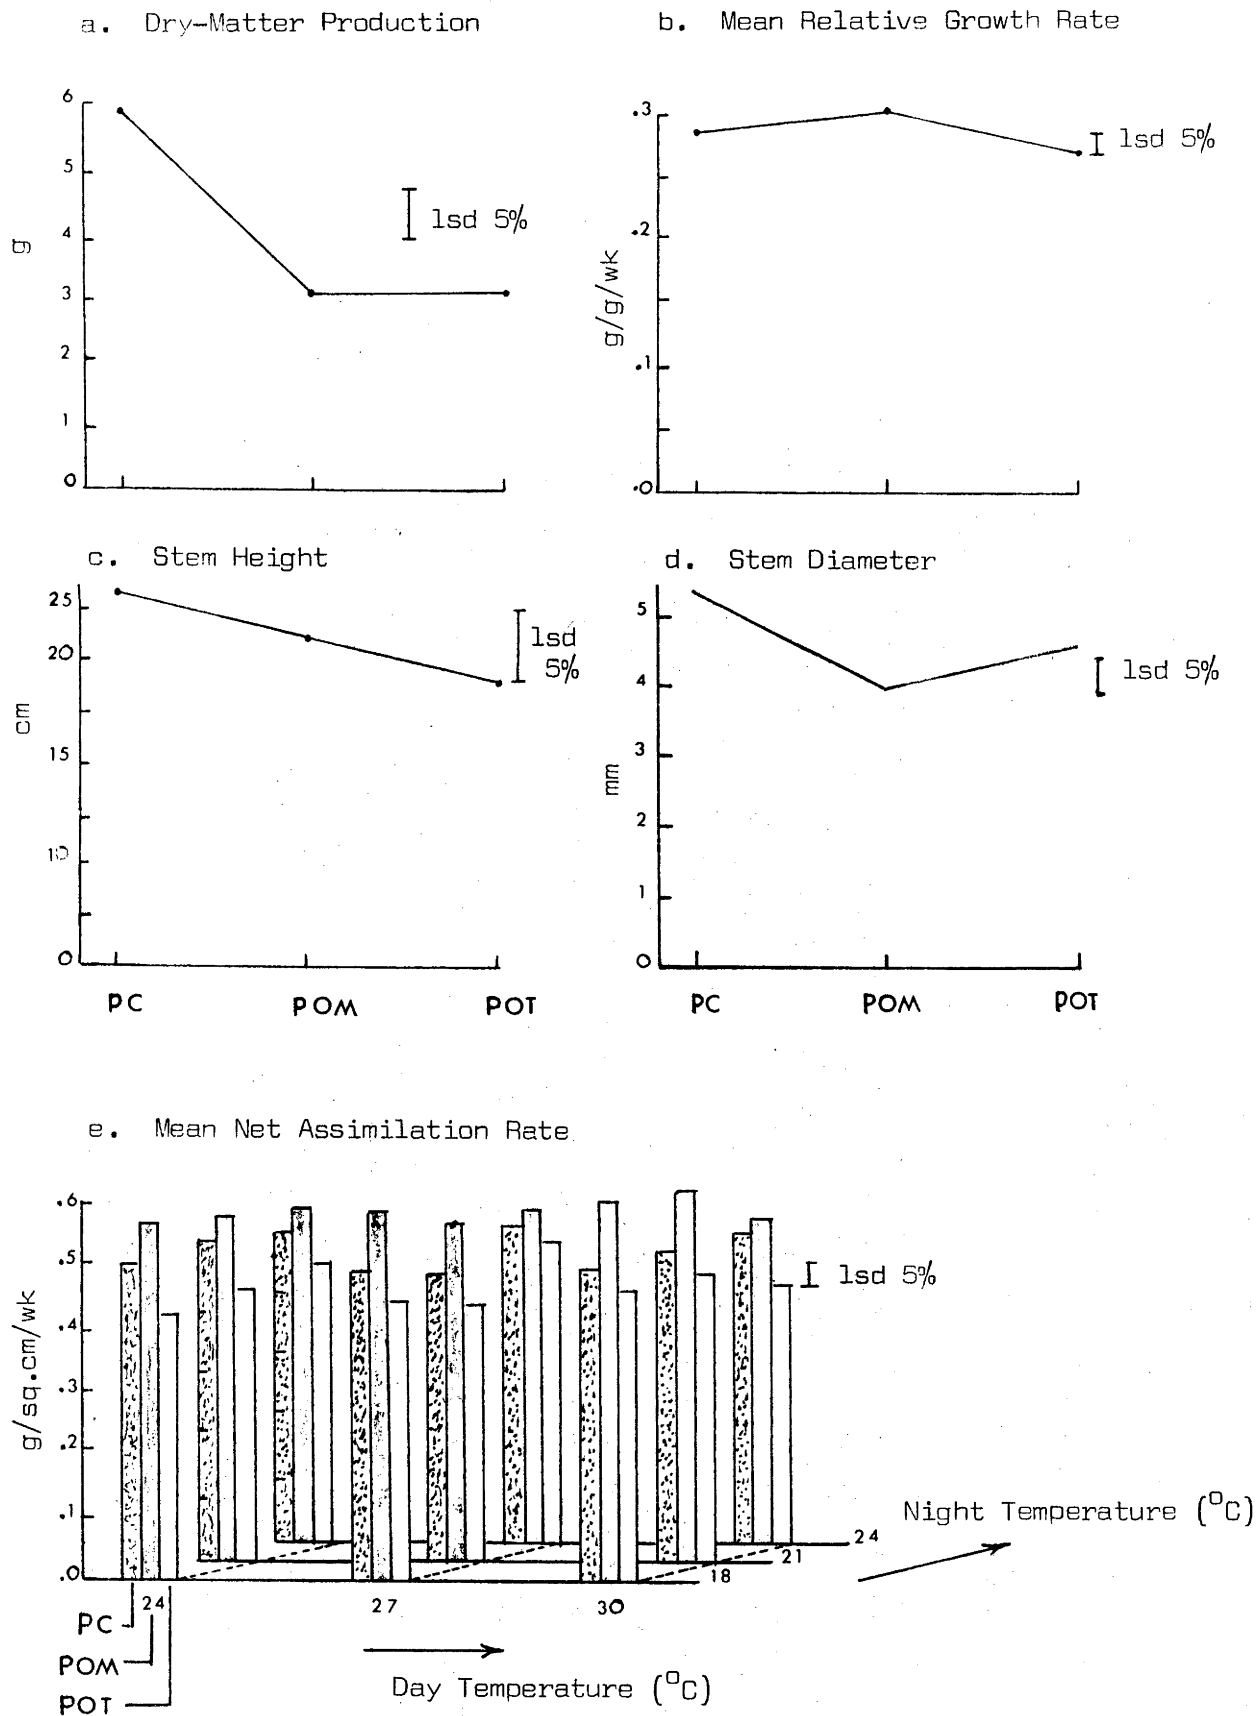 a. Dry-Matter Production
6
5
4
3
2
1
0
g
lsd 5%
b. Mean Relative Growth Rate
.3
.2
.1
.0
g/g/wk
lsd 5%
c. Stem Height
25
20
15
10
0
cm
lsd
5%
PC POM POT
d. Stem Diameter
5
4
3
2
1
0
mm
lsd 5%
PC POM POT
e. Mean Net Assimilation Rate
.6
.5
.4
.3
.2
.1
.0
g/sq.cm/wk
lsd 5%
Night Temperature (°C)
24
21
18
24 27 30
PC
POM
POT
Day Temperature (°C)